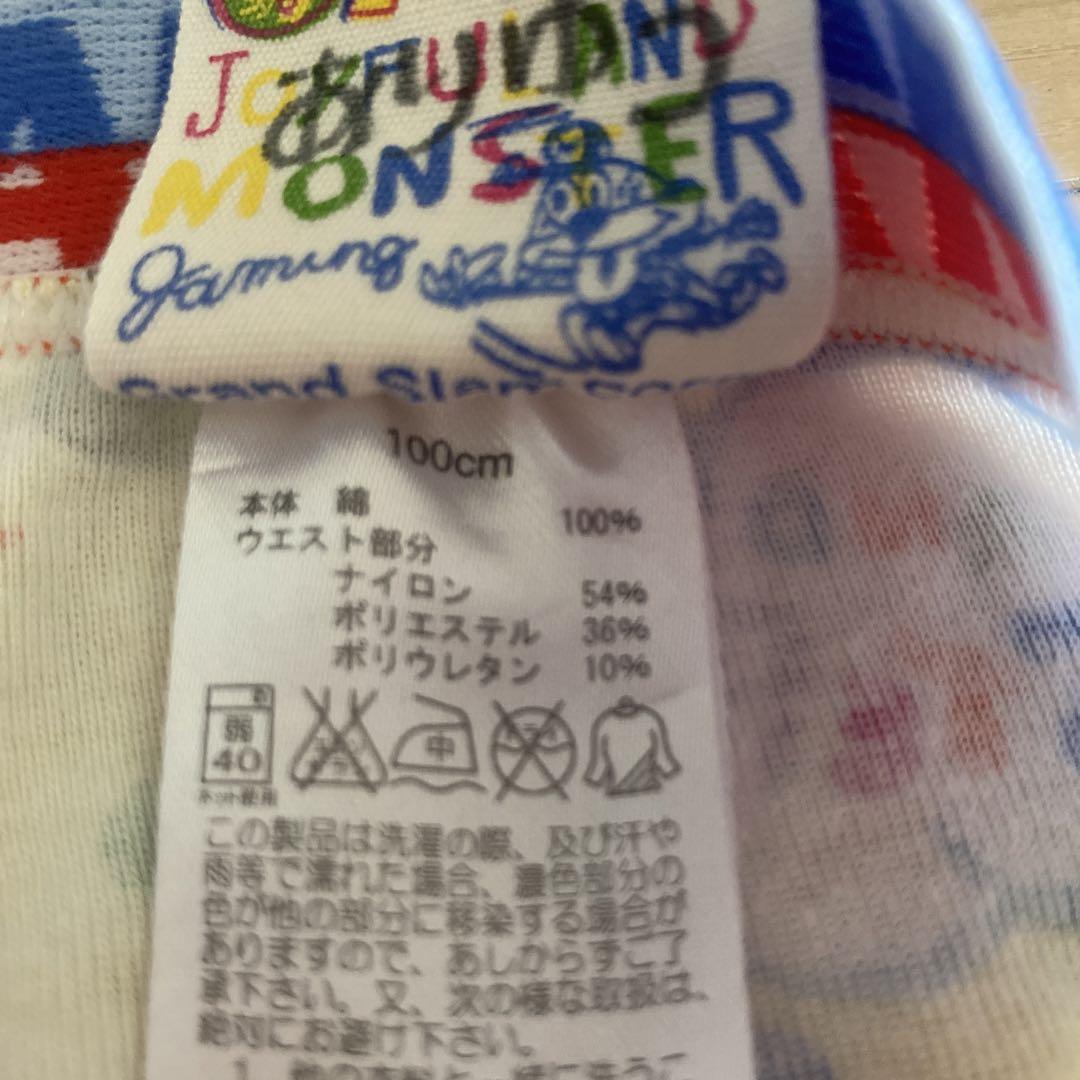 JOYFULLAND
MONSTER
Jamung
Grand Slam
100cm
本体 綿 100%
ウエスト部分
ナイロン 54%
ポリエステル 36%
ポリウレタン 10%
弱
40
中
ネット使用
この製品は洗濯の際、及び汗や
雨等で濡れた場合、濃色部分の
色が他の部分に移染する場合が
ありますので、あしからずご了
承下さい。又、次の様な取扱は、
絶対にお避け下さい。